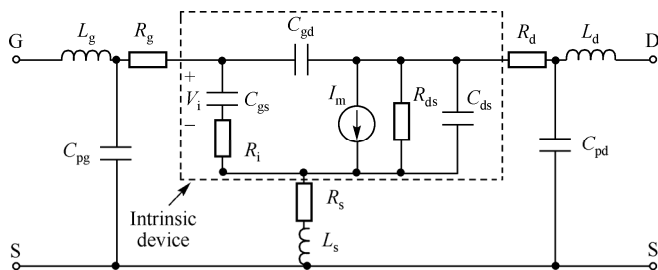 G
L_g
R_g
C_gd
R_d
L_d
D
+
V_i
−
C_gs
I_m
R_ds
C_ds
C_pg
R_i
C_pd
Intrinsic
device
R_s
L_s
S
S